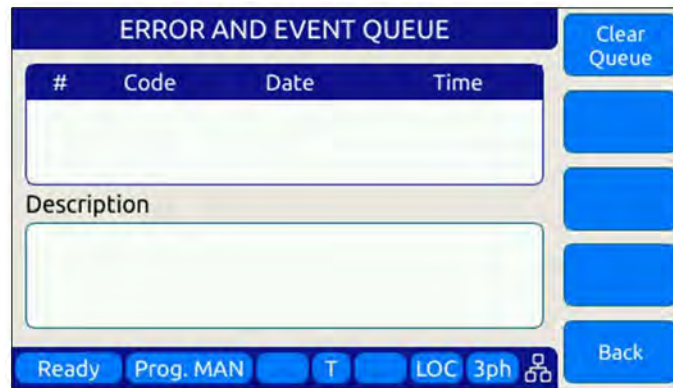 ERROR AND EVENT QUEUE
Clear
Queue
# Code Date Time
Description
Back
Ready Prog. MAN T LOC 3ph